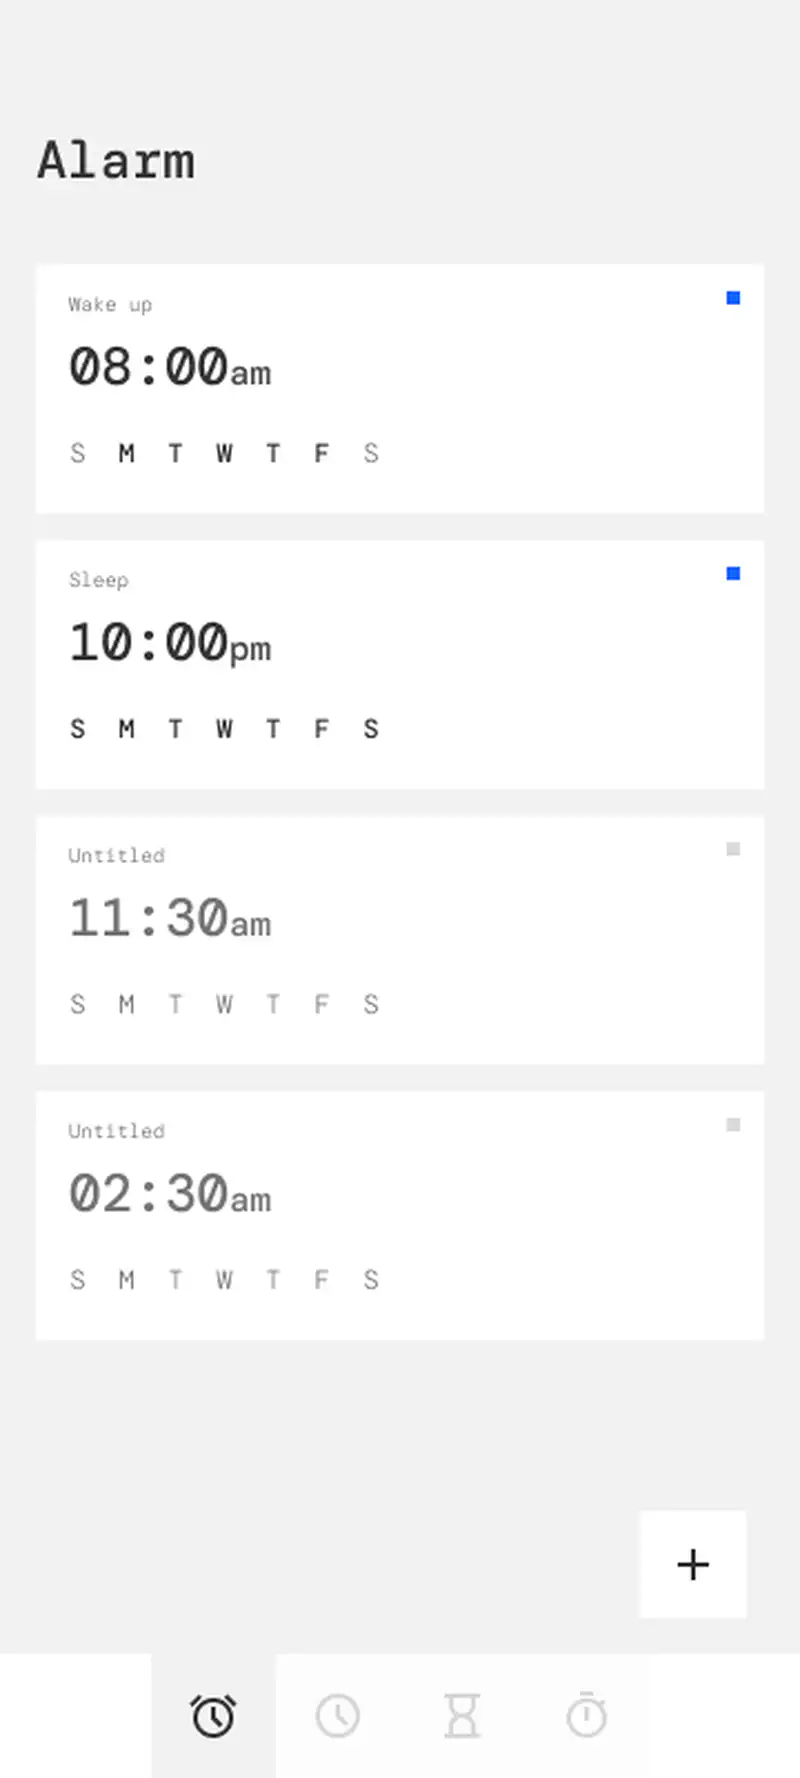 Alarm
Wake up
08:00am
S M T W T F S
Sleep
10:00pm
S M T W T F S
Untitled
11:30am
S M T W T F S
Untitled
02:30am
S M T W T F S